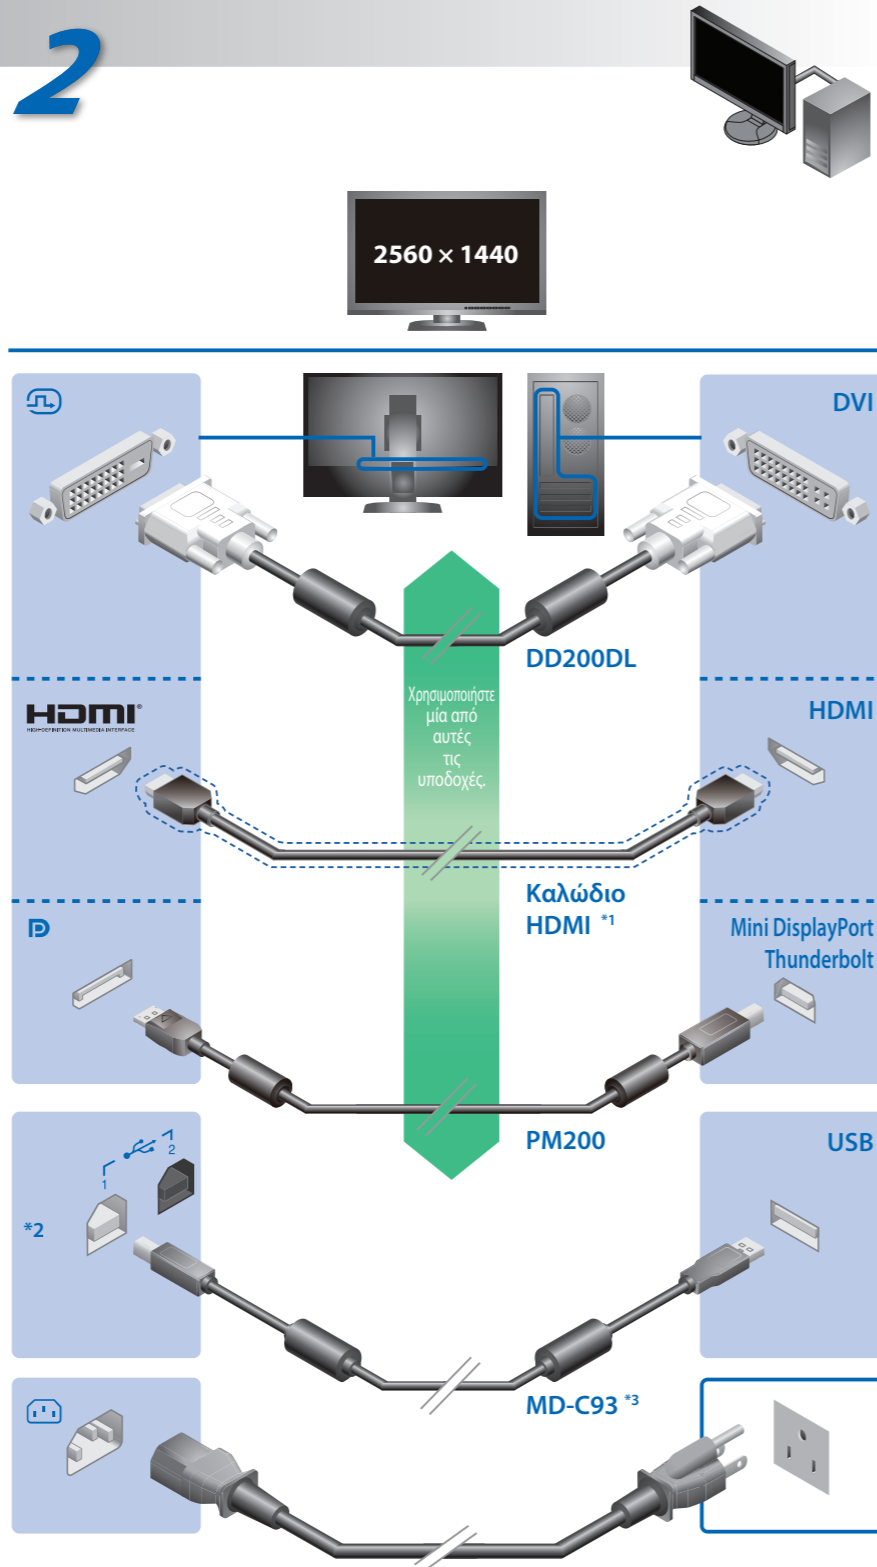 2
2560 × 1440
DVI
DD200DL
Χρησιμοποιήστε
μία από
αυτές
τις
υποδοχές.
HDMI®
HIGH-DEFINITION MULTIMEDIA INTERFACE
HDMI
Καλώδιο
HDMI *1
Mini DisplayPort
Thunderbolt
PM200
USB
1
2
*2
MD-C93 *3